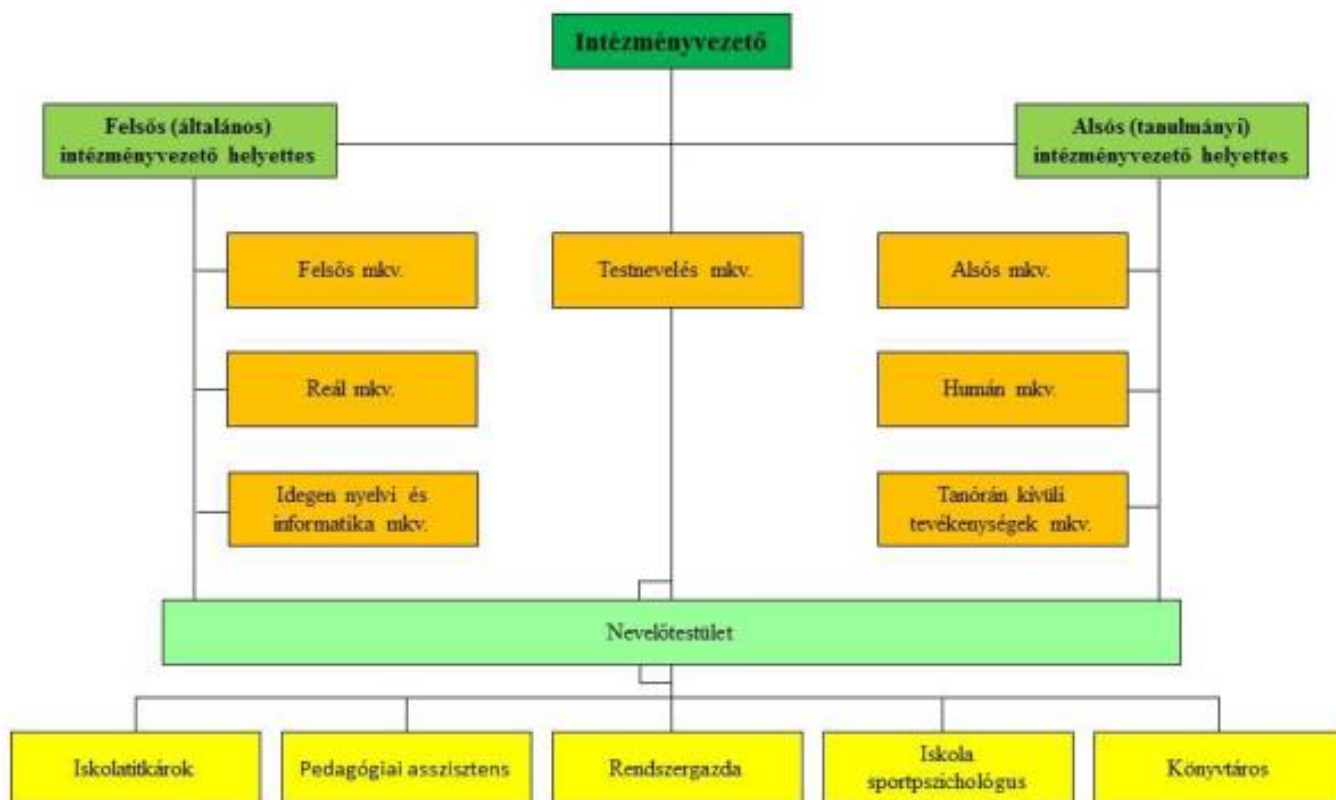 Intézményvezető
Felsős (általános)
intézményvezető helyettes
Alsós (tanulmányi)
intézményvezető helyettes
Felsős mkv.
Testnevelés mkv.
Alsós mkv.
Reál mkv.
Humán mkv.
Idegen nyelvi és
informatika mkv.
Tanórán kívüli
tevékenységek mkv.
Nevelőtestület
Iskolatitkárok
Pedagógiai asszisztens
Rendszergazda
Iskola
sportpszichológus
Könyvtáros